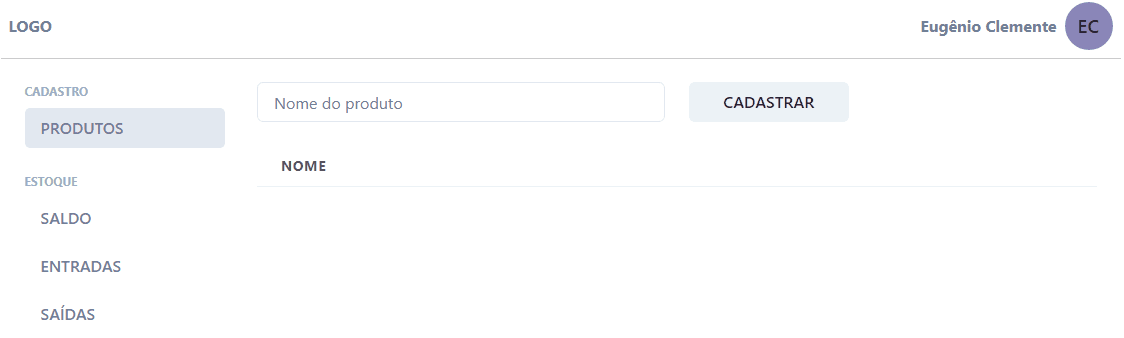 LOGO
Eugênio Clemente
EC
CADASTRO
PRODUTOS
ESTOQUE
SALDO
ENTRADAS
SAÍDAS
Nome do produto
CADASTRAR
NOME